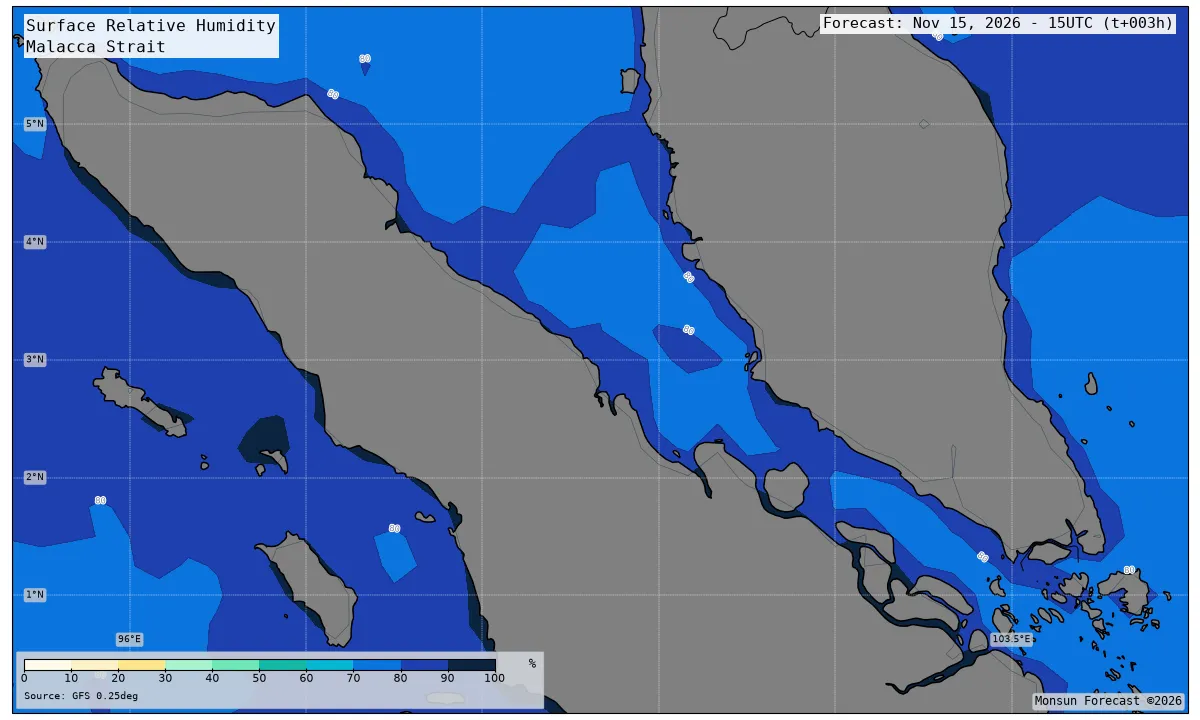 Surface Relative Humidity
Malacca Strait
Forecast: Nov 15, 2026 - 15UTC (t+003h)
80
80
80
5°N
4°N
80
80
3°N
2°N
80
80
80
80
1°N
96°E
103.5°E
%
0 10 20 30 40 50 60 70 80 90 100
Source: GFS 0.25deg
Monsun Forecast ©2026